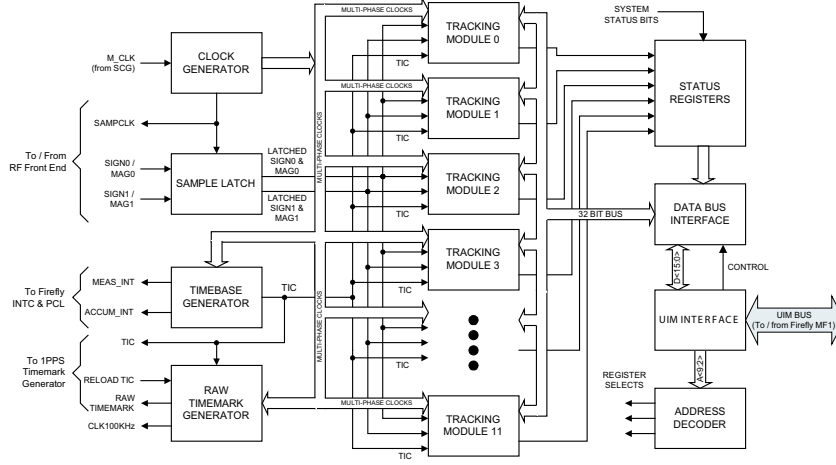 MULTI-PHASE CLOCKS
TRACKING
MODULE 0
SYSTEM
STATUS BITS
M_CLK
(from SCG)
CLOCK
GENERATOR
TIC
STATUS
REGISTERS
MULTI-PHASE CLOCKS
TRACKING
MODULE 1
SAMPCLK
TIC
To / From
RF Front End
SIGN0 /
MAG0
SIGN1 /
MAG1
SAMPLE LATCH
LATCHED
SIGN0 &
MAG0
LATCHED
SIGN1 &
MAG1
MULTI-PHASE CLOCKS
TRACKING
MODULE 2
TIC
32 BIT BUS
DATA BUS
INTERFACE
TRACKING
MODULE 3
TIC
D<15:0>
CONTROL
To Firefly
INTC & PCL
MEAS_INT
ACCUM_INT
TIMEBASE
GENERATOR
TIC
MULTI-PHASE CLOCKS
TIC
UIM INTERFACE
UIM BUS
(To / from Firefly MF1)
To 1PPS
Timemark
Generator
TIC
RELOAD TIC
RAW
TIMEMARK
CLK100KHz
RAW
TIMEMARK
GENERATOR
MULTI-PHASE CLOCKS
TRACKING
MODULE 11
TIC
A<9:2>
REGISTER
SELECTS
ADDRESS
DECODER